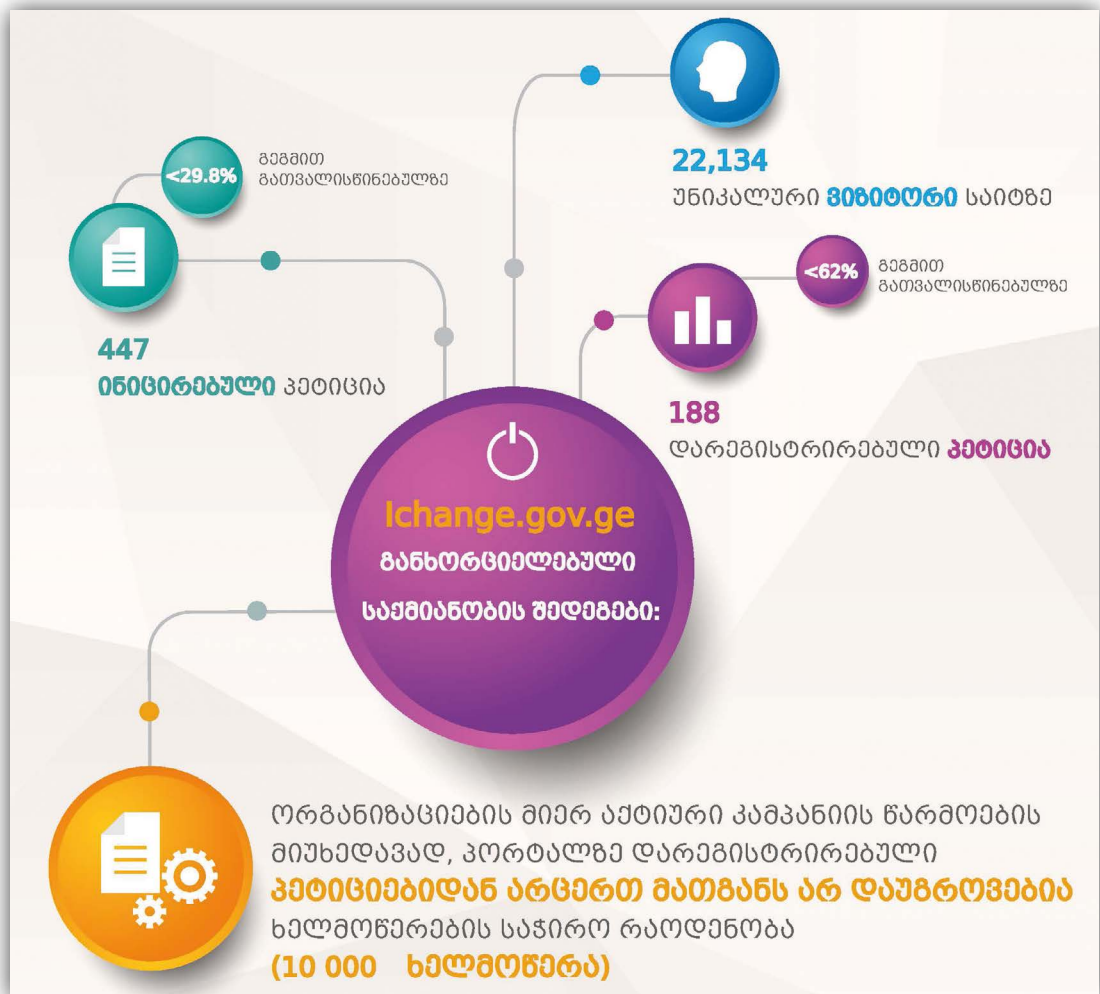 22,134
უნიკალური ვიზიტორი საიტზე
<29.8%
გეგმით
გათვალისწინებულზე
447
ინიცირებული პეტიცია
<62%
გეგმით
გათვალისწინებულზე
188
დარეგისტრირებული პეტიცია
Ichange.gov.ge
განხორციელებული
საქმიანობის შედეგები:
ორგანიზაციების მიერ აქტიური კამპანიის წარმოების
მიუხედავად, პორტალზე დარეგისტრირებული
პეტიციებიდან არცერთ მათგანს არ დაუგროვებია
ხელმოწერების საჭირო რაოდენობა
(10 000 ხელმოწერა)